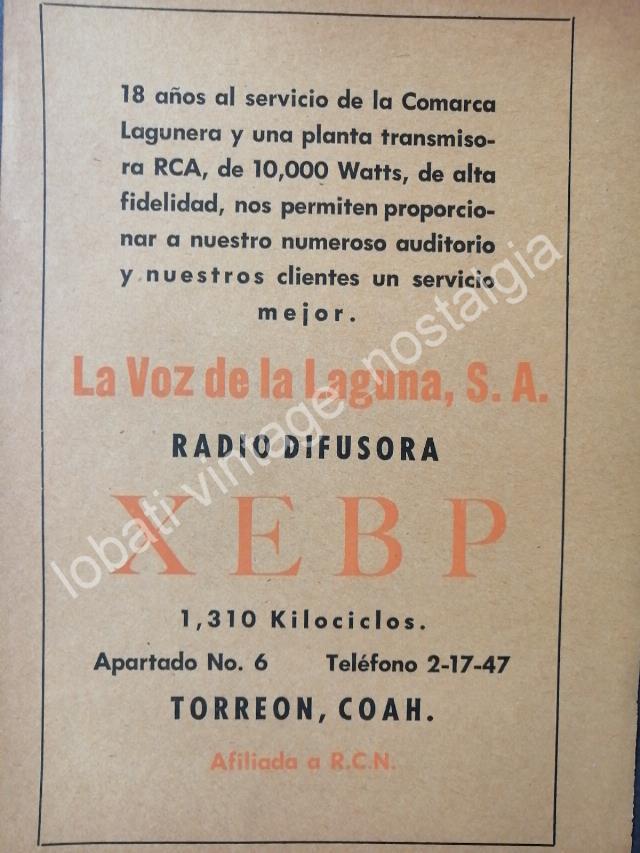 18 años al servicio de la Comarca
Lagunera y una planta transmiso-
ra RCA, de 10,000 Watts, de alta
fidelidad, nos permiten proporcio-
nar a nuestro numeroso auditorio
y nuestros clientes un servicio
mejor.
La Voz de la Laguna, S. A.
RADIO DIFUSORA
XEBP
1,310 Kilociclos.
Apartado No. 6 Teléfono 2-17-47
TORREON, COAH.
Afiliada a R.C.N.
lobati vintage nostalgia